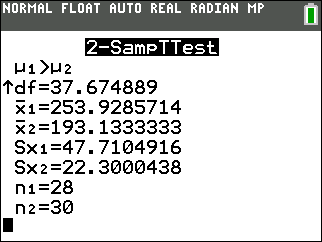 NORMAL FLOAT AUTO REAL RADIAN MP
2-SampTTest
μ1>μ2
↑df=37.674889
x̄1=253.9285714
x̄2=193.1333333
Sx1=47.7104916
Sx2=22.3000438
n1=28
n2=30